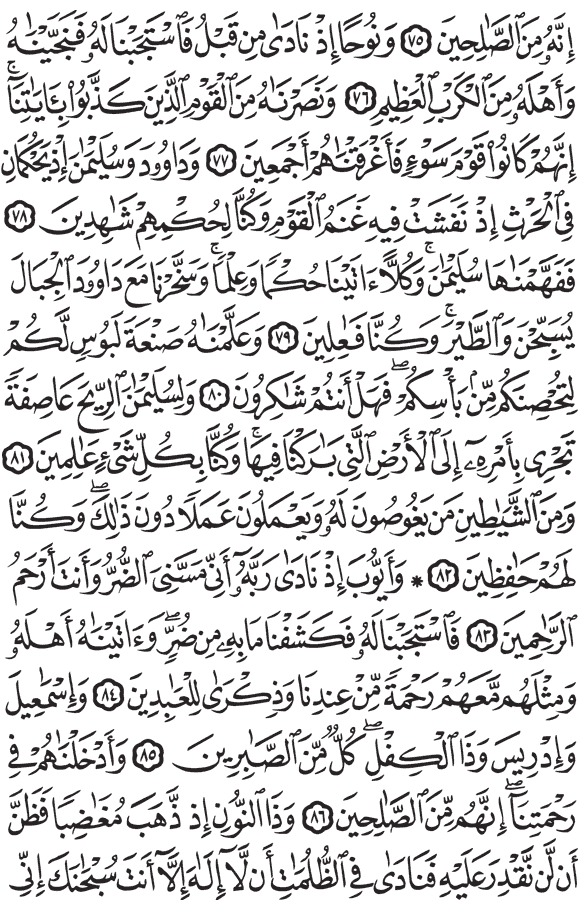 إِنَّهُۥ مِنَ ٱلصَّٰلِحِينَ ٧٥ وَنُوحًا إِذۡ نَادَىٰ مِن قَبۡلُ فَٱسۡتَجَبۡنَا لَهُۥ فَنَجَّيۡنَٰهُ
وَأَهۡلَهُۥ مِنَ ٱلۡكَرۡبِ ٱلۡعَظِيمِ ٧٦ وَنَصَرۡنَٰهُ مِنَ ٱلۡقَوۡمِ ٱلَّذِينَ كَذَّبُواْ بِـَٔايَٰتِنَآۚ
إِنَّهُمۡ كَانُواْ قَوۡمَ سَوۡءٖ فَأَغۡرَقۡنَٰهُمۡ أَجۡمَعِينَ ٧٧ وَدَاوُۥدَ وَسُلَيۡمَٰنَ إِذۡ يَحۡكُمَانِ
فِي ٱلۡحَرۡثِ إِذۡ نَفَشَتۡ فِيهِ غَنَمُ ٱلۡقَوۡمِ وَكُنَّا لِحُكۡمِهِمۡ شَٰهِدِينَ ٧٨
فَفَهَّمۡنَٰهَا سُلَيۡمَٰنَۚ وَكُلًّا ءَاتَيۡنَا حُكۡمٗا وَعِلۡمٗاۚ وَسَخَّرۡنَا مَعَ دَاوُۥدَ ٱلۡجِبَالَ
يُسَبِّحۡنَ وَٱلطَّيۡرَۚ وَكُنَّا فَٰعِلِينَ ٧٩ وَعَلَّمۡنَٰهُ صَنۡعَةَ لَبُوسٖ لَّكُمۡ
لِتُحۡصِنَكُم مِّنۢ بَأۡسِكُمۡۖ فَهَلۡ أَنتُمۡ شَٰكِرُونَ ٨٠ وَلِسُلَيۡمَٰنَ ٱلرِّيحَ عَاصِفَةٗ
تَجۡرِي بِأَمۡرِهِۦٓ إِلَى ٱلۡأَرۡضِ ٱلَّتِي بَٰرَكۡنَا فِيهَاۚ وَكُنَّا بِكُلِّ شَيۡءٍ عَٰلِمِينَ ٨١
وَمِنَ ٱلشَّيَٰطِينِ مَن يَغُوصُونَ لَهُۥ وَيَعۡمَلُونَ عَمَلٗا دُونَ ذَٰلِكَۖ وَكُنَّا
لَهُمۡ حَٰفِظِينَ ٨٢ * وَأَيُّوبَ إِذۡ نَادَىٰ رَبَّهُۥٓ أَنِّي مَسَّنِيَ ٱلضُّرُّ وَأَنتَ أَرۡحَمُ
ٱلرَّٰحِمِينَ ٨٣ فَٱسۡتَجَبۡنَا لَهُۥ فَكَشَفۡنَا مَا بِهِۦ مِن ضُرّٖۖ وَءَاتَيۡنَٰهُ أَهۡلَهُۥ
وَمِثۡلَهُم مَّعَهُمۡ رَحۡمَةٗ مِّنۡ عِندِنَا وَذِكۡرَىٰ لِلۡعَٰبِدِينَ ٨٤ وَإِسۡمَٰعِيلَ
وَإِدۡرِيسَ وَذَا ٱلۡكِفۡلِۖ كُلّٞ مِّنَ ٱلصَّٰبِرِينَ ٨٥ وَأَدۡخَلۡنَٰهُمۡ فِي
رَحۡمَتِنَآۖ إِنَّهُم مِّنَ ٱلصَّٰلِحِينَ ٨٦ وَذَا ٱلنُّونِ إِذ ذَّهَبَ مُغَٰضِبٗا فَظَنَّ
أَن لَّن نَّقۡدِرَ عَلَيۡهِ فَنَادَىٰ فِي ٱلظُّلُمَٰتِ أَن لَّآ إِلَٰهَ إِلَّآ أَنتَ سُبۡحَٰنَكَ إِنِّي